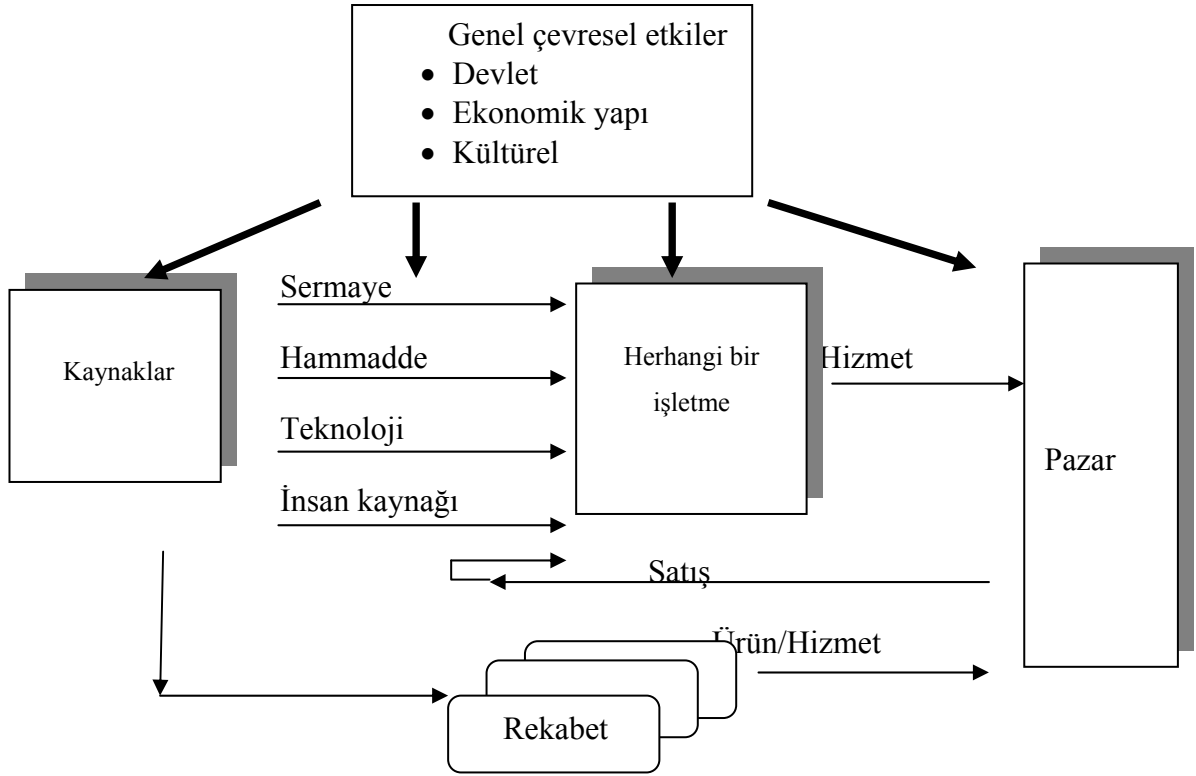 Genel çevresel etkiler
• Devlet
• Ekonomik yapı
• Kültürel
Sermaye
Kaynaklar
Hammadde
Herhangi bir
işletme
Hizmet
Teknoloji
Pazar
İnsan kaynağı
Satış
Ürün/Hizmet
Rekabet